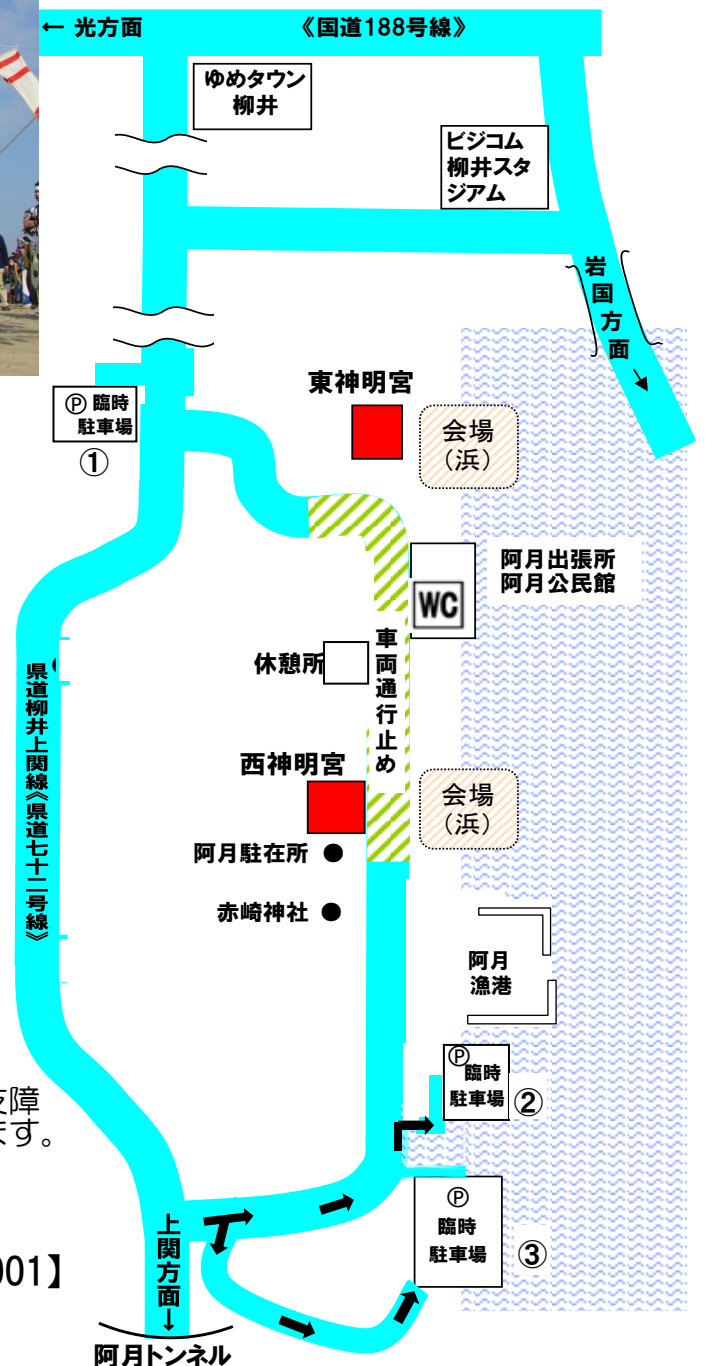 ← 光方面
《国道188号線》
ゆめタウン
柳井
ビジコム
柳井スタ
ジアム
岩国方面→
東神明宮
Ⓟ 臨時
駐車場
①
会場
(浜)
阿月出張所
阿月公民館
WC
車両通行止め
休憩所
県道柳井上関線《県道七十二号線》
西神明宮
会場
(浜)
阿月駐在所 ●
赤崎神社 ●
阿月
漁港
Ⓟ
臨時
駐車場
②
支障
ます。
Ⓟ
臨時
駐車場
③
上関方面→
001】
阿月トンネル